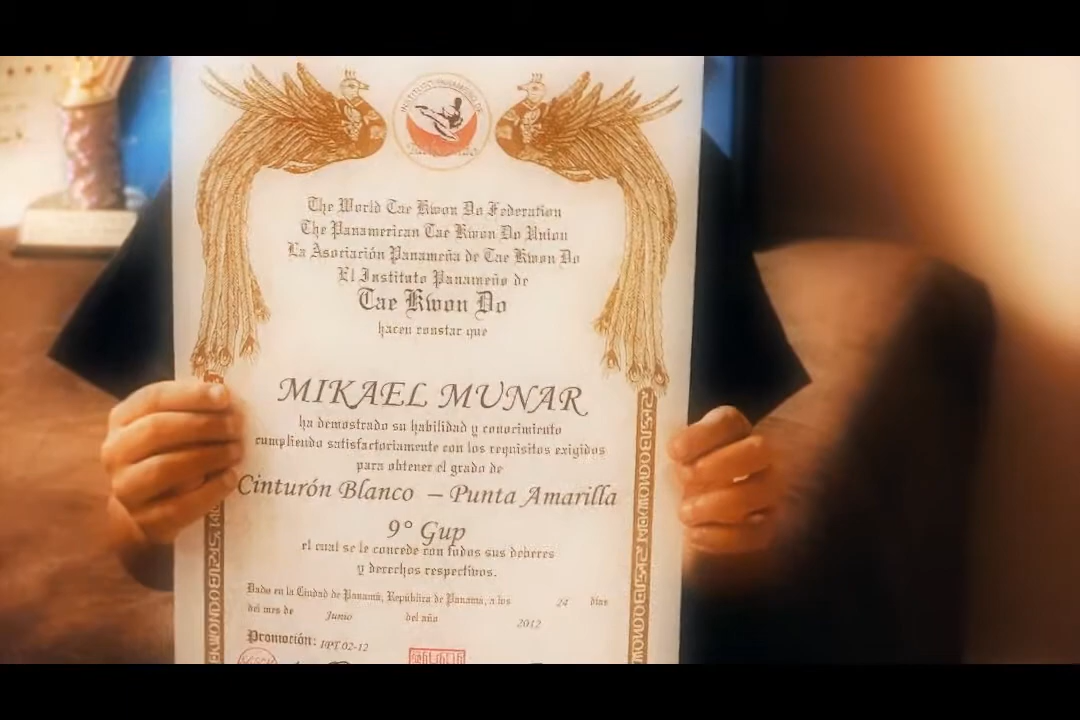 INSTITUTO PANAMEÑO DE
The World Tae Kwon Do Federation
The Panamerican Tae Kwon Do Union
La Asociación Panameña de Tae Kwon Do
El Instituto Panameño de
Tae Kwon Do
hacen constar que
MIKAEL MUNAR
ha demostrado su habilidad y conocimiento
cumpliendo satisfactoriamente con los requisitos exigidos
para obtener el grado de
Cinturón Blanco – Punta Amarilla
9° Gup
el cual se le concede con todos sus deberes
y derechos respectivos.
Dado en la Ciudad de Panamá, República de Panamá, a los 24 días
del mes de Junio del año 2012
Promoción: IPT 02-12